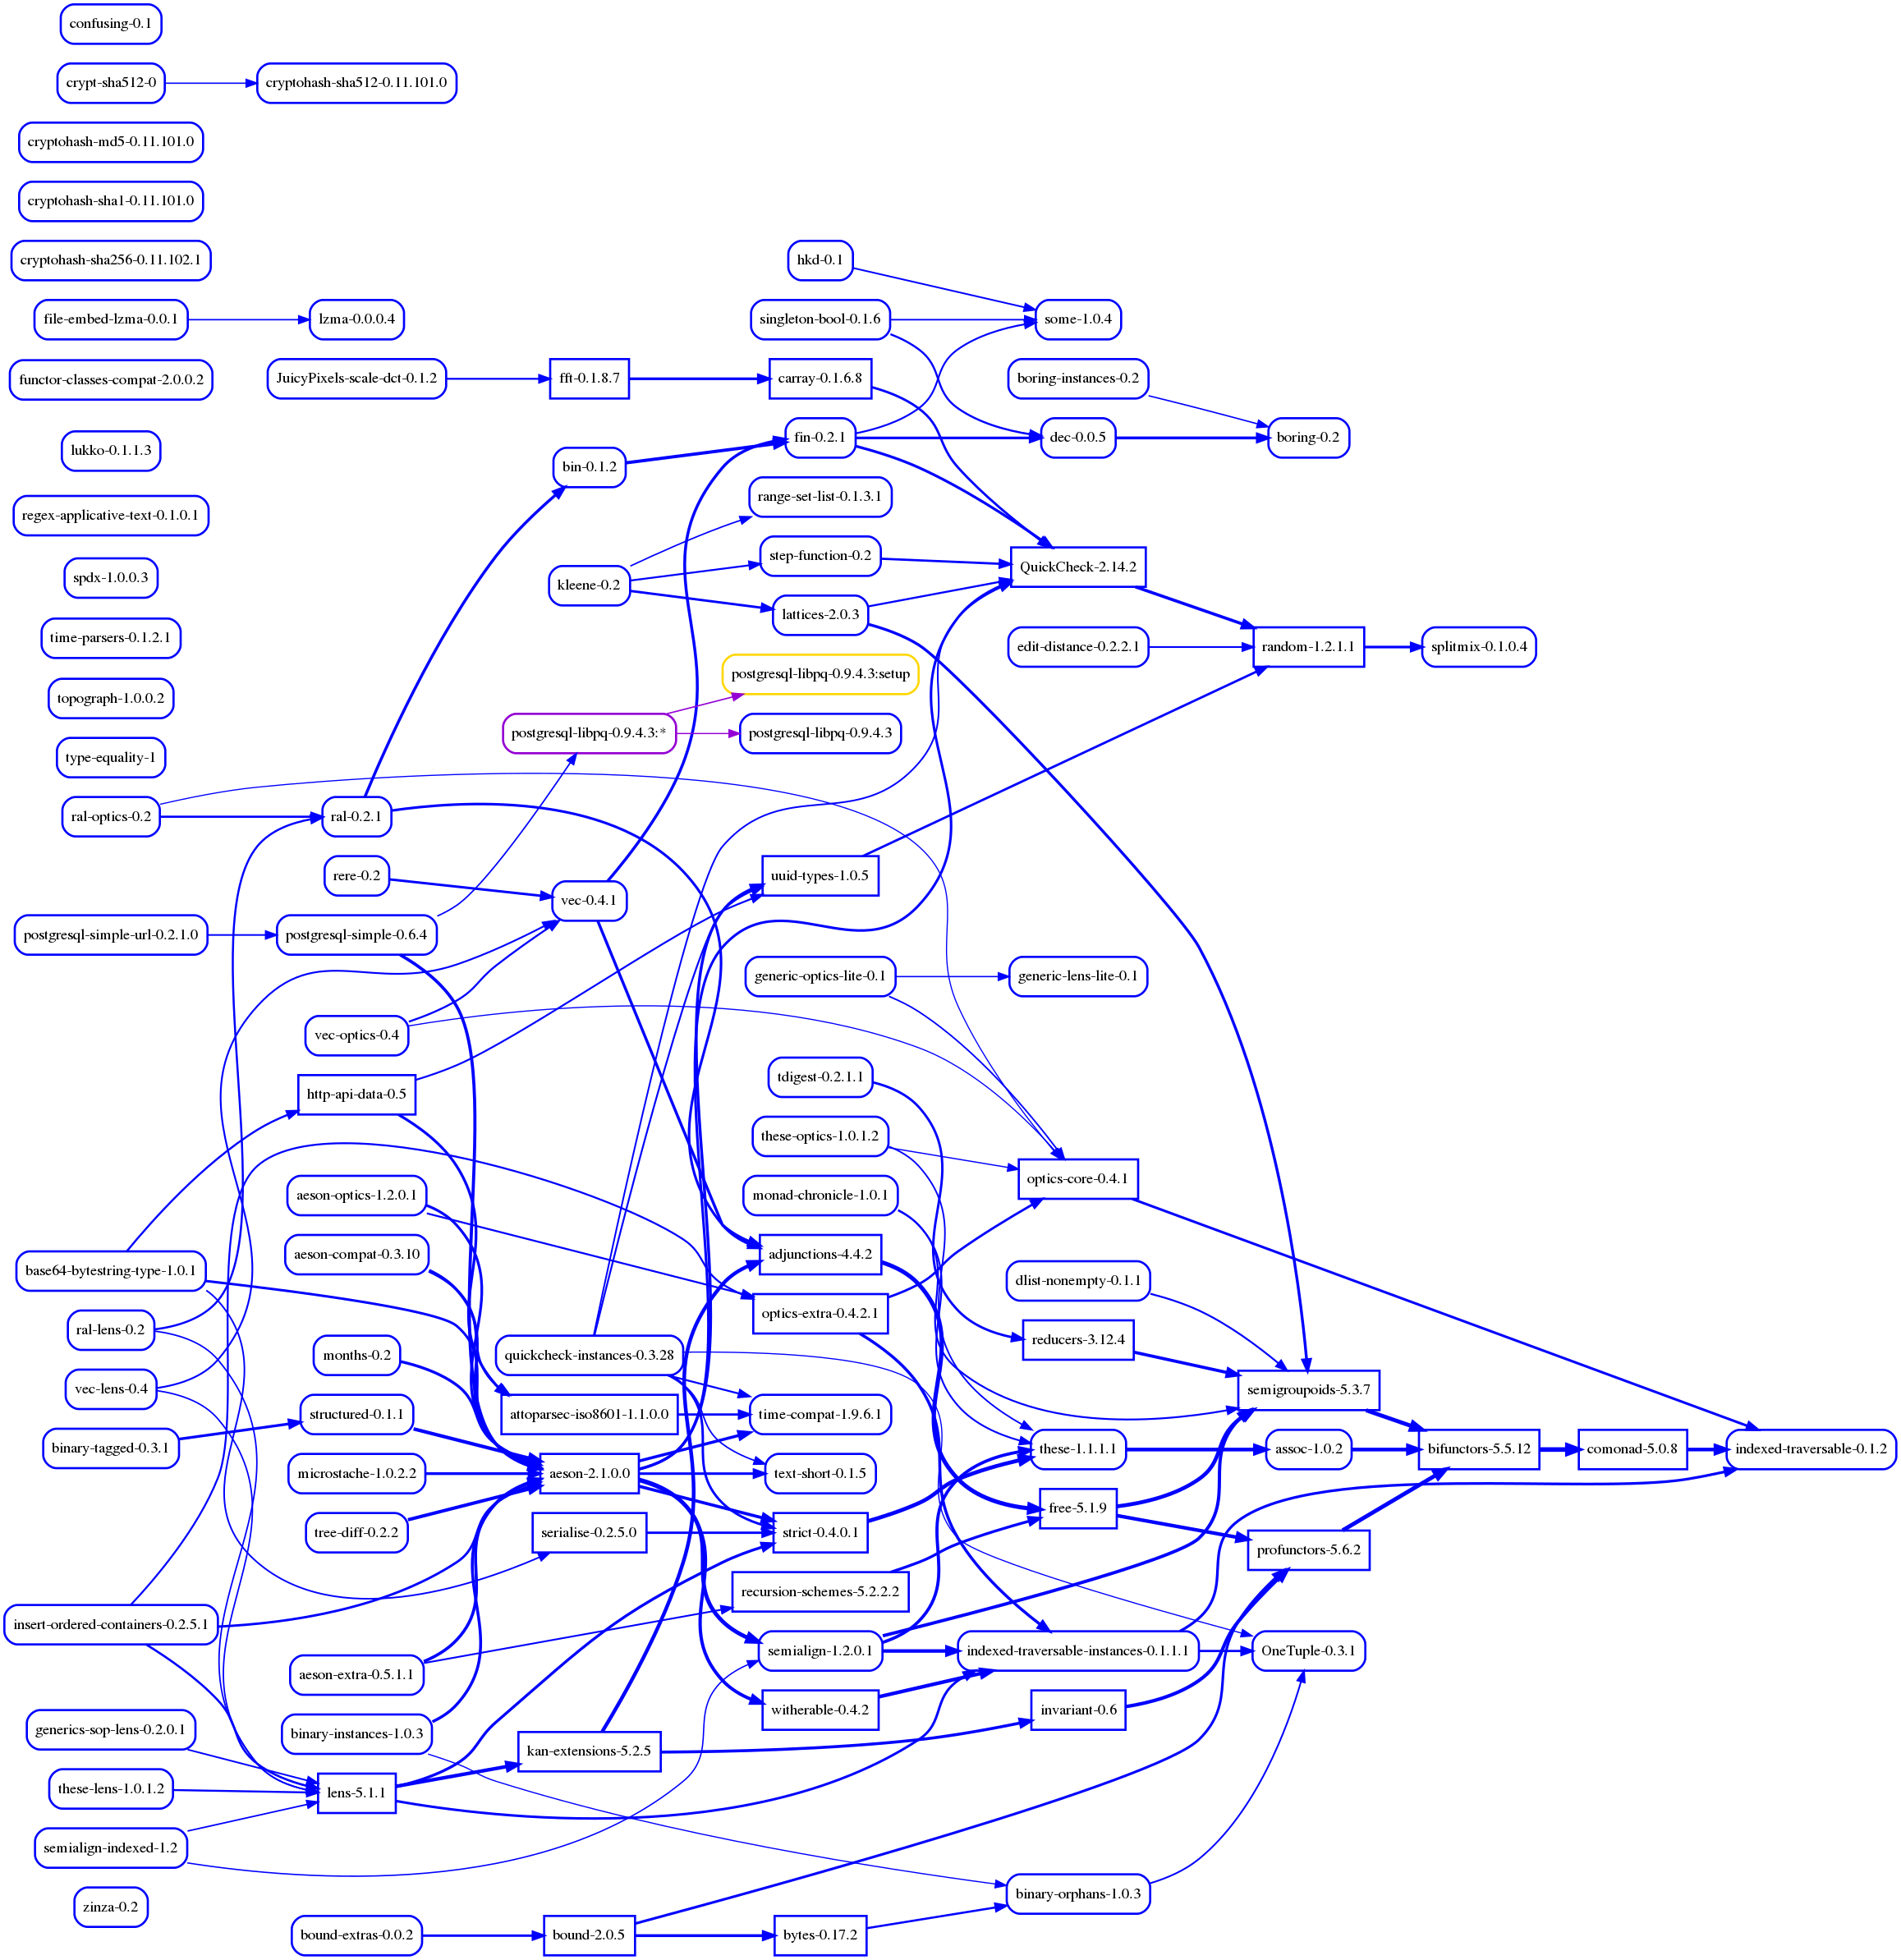 confusing-0.1
crypt-sha512-0
cryptohash-sha512-0.11.101.0
cryptohash-md5-0.11.101.0
cryptohash-sha1-0.11.101.0
cryptohash-sha256-0.11.102.1
hkd-0.1
file-embed-lzma-0.0.1
lzma-0.0.0.4
singleton-bool-0.1.6
some-1.0.4
functor-classes-compat-2.0.0.2
JuicyPixels-scale-dct-0.1.2
fft-0.1.8.7
carray-0.1.6.8
boring-instances-0.2
lukko-0.1.1.3
bin-0.1.2
fin-0.2.1
dec-0.0.5
boring-0.2
range-set-list-0.1.3.1
regex-applicative-text-0.1.0.1
step-function-0.2
QuickCheck-2.14.2
spdx-1.0.0.3
kleene-0.2
lattices-2.0.3
time-parsers-0.1.2.1
edit-distance-0.2.2.1
random-1.2.1.1
splitmix-0.1.0.4
postgresql-libpq-0.9.4.3:setup
topograph-1.0.0.2
postgresql-libpq-0.9.4.3:*
postgresql-libpq-0.9.4.3
type-equality-1
ral-optics-0.2
ral-0.2.1
rere-0.2
uuid-types-1.0.5
vec-0.4.1
postgresql-simple-url-0.2.1.0
postgresql-simple-0.6.4
generic-optics-lite-0.1
generic-lens-lite-0.1
vec-optics-0.4
tdigest-0.2.1.1
http-api-data-0.5
these-optics-1.0.1.2
optics-core-0.4.1
aeson-optics-1.2.0.1
monad-chronicle-1.0.1
aeson-compat-0.3.10
adjunctions-4.4.2
base64-bytestring-type-1.0.1
dlist-nonempty-0.1.1
optics-extra-0.4.2.1
ral-lens-0.2
reducers-3.12.4
months-0.2
quickcheck-instances-0.3.28
vec-lens-0.4
semigroupoids-5.3.7
structured-0.1.1
attoparsec-iso8601-1.1.0.0
time-compat-1.9.6.1
binary-tagged-0.3.1
these-1.1.1.1
assoc-1.0.2
bifunctors-5.5.12
comonad-5.0.8
indexed-traversable-0.1.2
microstache-1.0.2.2
aeson-2.1.0.0
text-short-0.1.5
free-5.1.9
tree-diff-0.2.2
serialise-0.2.5.0
strict-0.4.0.1
profunctors-5.6.2
recursion-schemes-5.2.2.2
insert-ordered-containers-0.2.5.1
semialign-1.2.0.1
indexed-traversable-instances-0.1.1.1
OneTuple-0.3.1
aeson-extra-0.5.1.1
witherable-0.4.2
invariant-0.6
generics-sop-lens-0.2.0.1
binary-instances-1.0.3
kan-extensions-5.2.5
these-lens-1.0.1.2
lens-5.1.1
semialign-indexed-1.2
binary-orphans-1.0.3
zinza-0.2
bound-extras-0.0.2
bound-2.0.5
bytes-0.17.2